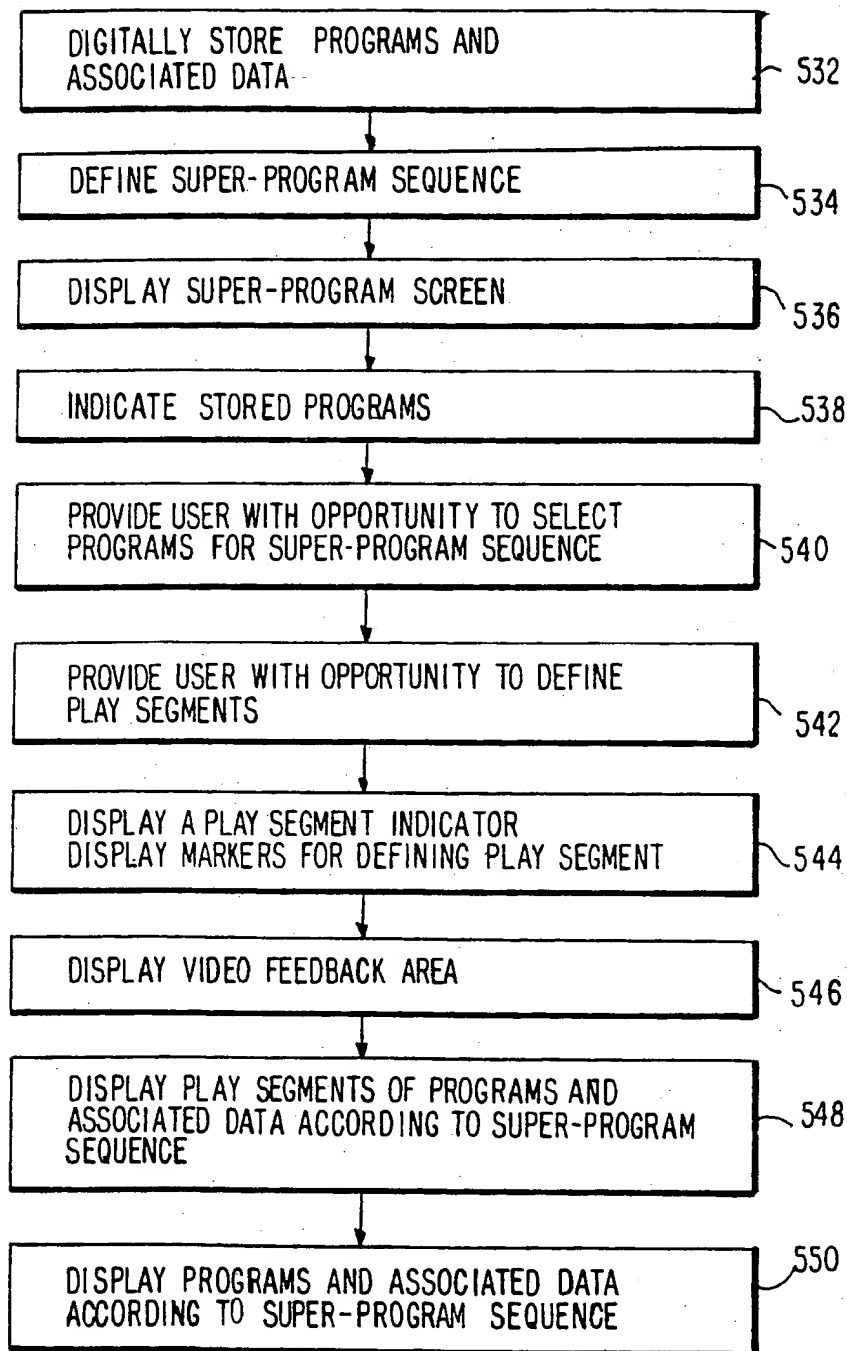 DIGITALLY STORE PROGRAMS AND
ASSOCIATED DATA
532
DEFINE SUPER-PROGRAM SEQUENCE
534
DISPLAY SUPER-PROGRAM SCREEN
536
INDICATE STORED PROGRAMS
538
PROVIDE USER WITH OPPORTUNITY TO SELECT
PROGRAMS FOR SUPER-PROGRAM SEQUENCE
540
PROVIDE USER WITH OPPORTUNITY TO DEFINE
PLAY SEGMENTS
542
DISPLAY A PLAY SEGMENT INDICATOR
DISPLAY MARKERS FOR DEFINING PLAY SEGMENT
544
DISPLAY VIDEO FEEDBACK AREA
546
DISPLAY PLAY SEGMENTS OF PROGRAMS AND
ASSOCIATED DATA ACCORDING TO SUPER-PROGRAM
SEQUENCE
548
DISPLAY PROGRAMS AND ASSOCIATED DATA
ACCORDING TO SUPER-PROGRAM SEQUENCE
550